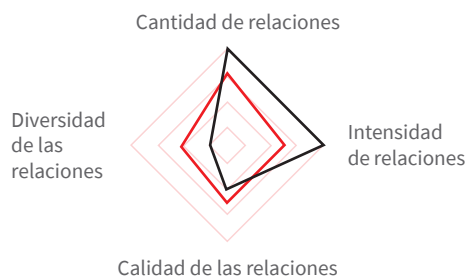 Cantidad de relaciones
Diversidad
de las
relaciones
Intensidad
de relaciones
Calidad de las relaciones